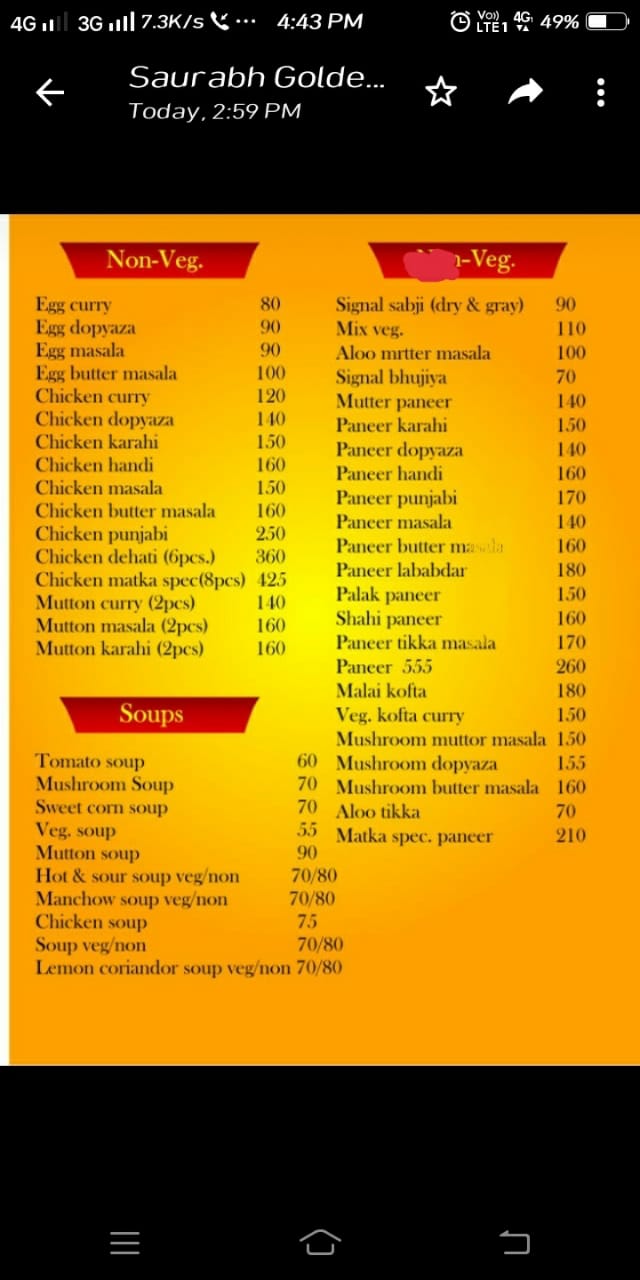 4G 3G 7.3K/s ... 4:43 PM Vo)) LTE1 4G 49%
Saurabh Golde...
Today, 2:59 PM
Non-Veg.
Egg curry 80
Egg dopyaza 90
Egg masala 90
Egg butter masala 100
Chicken curry 120
Chicken dopyaza 140
Chicken karahi 150
Chicken handi 160
Chicken masala 150
Chicken butter masala 160
Chicken punjabi 250
Chicken dehati (6pcs.) 360
Chicken matka spec(8pcs) 425
Mutton curry (2pcs) 140
Mutton masala (2pcs) 160
Mutton karahi (2pcs) 160
Soups
Tomato soup 60
Mushroom Soup 70
Sweet corn soup 70
Veg. soup 55
Mutton soup 90
Hot & sour soup veg/non 70/80
Manchow soup veg/non 70/80
Chicken soup 75
Soup veg/non 70/80
Lemon coriandor soup veg/non 70/80
-Veg.
Signal sabji (dry & gray) 90
Mix veg. 110
Aloo mrtter masala 100
Signal bhujiya 70
Mutter paneer 140
Paneer karahi 150
Paneer dopyaza 140
Paneer handi 160
Paneer punjabi 170
Paneer masala 140
Paneer butter masala 160
Paneer lababdar 180
Palak paneer 150
Shahi paneer 160
Paneer tikka masala 170
Paneer 555 260
Malai kofta 180
Veg. kofta curry 150
Mushroom muttor masala 150
Mushroom dopyaza 155
Mushroom butter masala 160
Aloo tikka 70
Matka spec. paneer 210